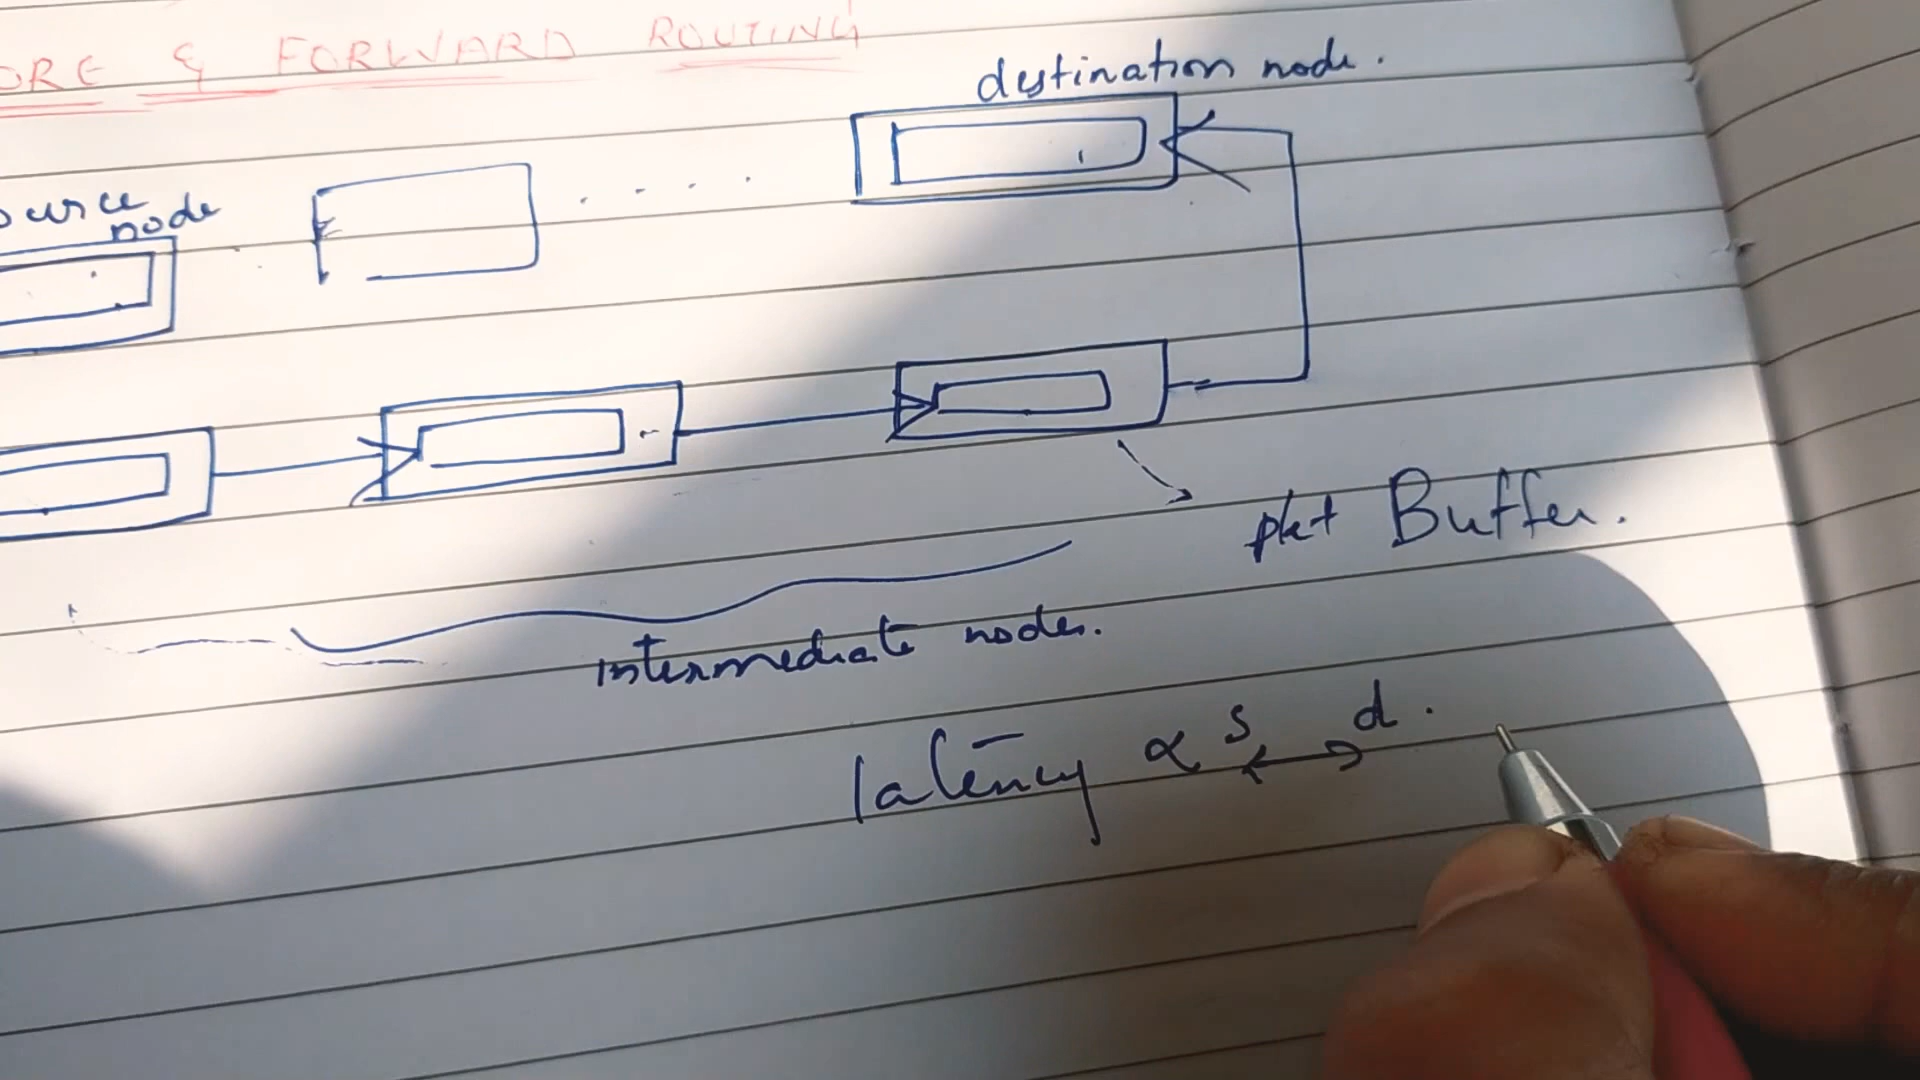 ORE & FORWARD ROUTING
destination node.
ource
node
pkt Buffer.
intermediate nodes.
latency ∝ s ↔ d.